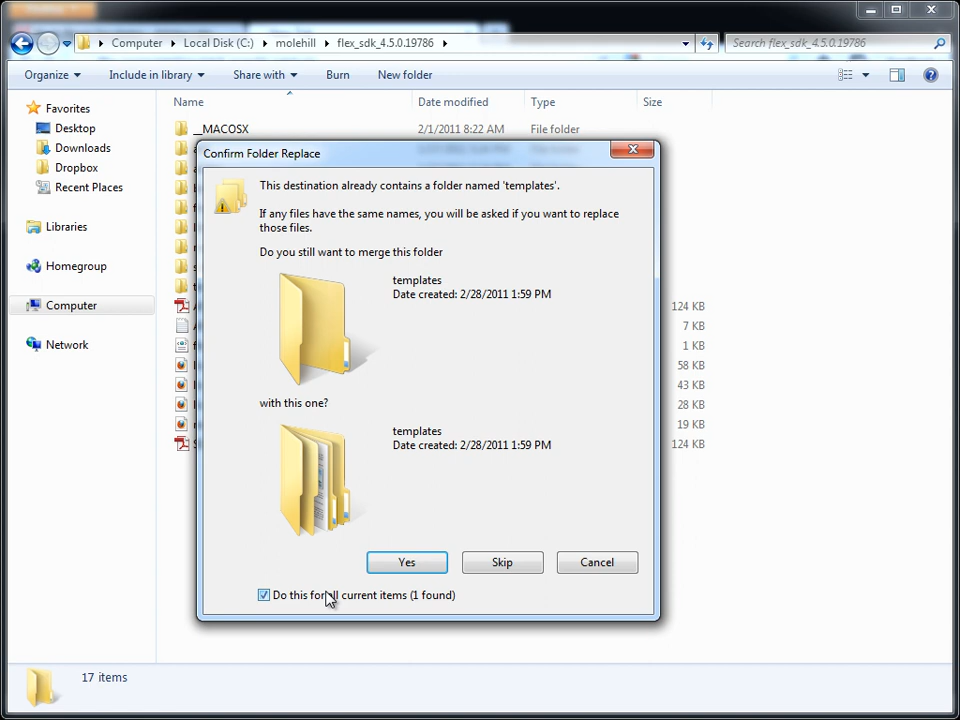 Computer
Local Disk (C:)
molehill
flex_sdk_4.5.0.19786
Search flex_sdk_4.5.0.19786
Organize
Include in library
Share with
Burn
New folder
Favorites
Desktop
Downloads
Dropbox
Recent Places
Libraries
Homegroup
Computer
Network
Name
Date modified
Type
Size
__MACOSX
2/1/2011 8:22 AM
File folder
124 KB
7 KB
1 KB
58 KB
43 KB
28 KB
19 KB
124 KB
Confirm Folder Replace
This destination already contains a folder named 'templates'.
If any files have the same names, you will be asked if you want to replace
those files.
Do you still want to merge this folder
templates
Date created: 2/28/2011 1:59 PM
with this one?
templates
Date created: 2/28/2011 1:59 PM
Yes
Skip
Cancel
Do this for all current items (1 found)
17 items